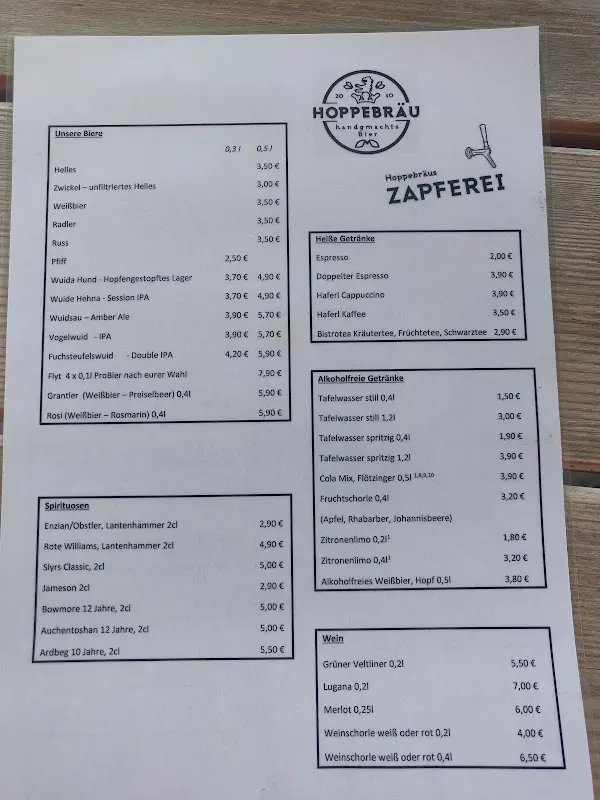 20 10
HOPPEBRÄU
handgmachts
Bier
Hoppebräus
ZAPFEREI
Unsere Biere
0,3 l 0,5 l
Helles 3,50 €
Zwickel – unfiltriertes Helles 3,00 €
Weißbier 3,50 €
Radler 3,50 €
Russ 3,50 €
Pfiff 2,50 €
Wuida Hund - Hopfengestopftes Lager 3,70 € 4,90 €
Wuide Hehna - Session IPA 3,70 € 4,90 €
Wuidsau – Amber Ale 3,90 € 5,70 €
Vogelwuid - IPA 3,90 € 5,70 €
Fuchsteufelswuid - Double IPA 4,20 € 5,90 €
Flyt 4 x 0,1l ProBier nach eurer Wahl 7,90 €
Grantler (Weißbier – Preiselbeer) 0,4l 5,90 €
Rosi (Weißbier – Rosmarin) 0,4l 5,90 €
Spirituosen
Enzian/Obstler, Lantenhammer 2cl 2,90 €
Rote Williams, Lantenhammer 2cl 4,90 €
Slyrs Classic, 2cl 5,00 €
Jameson 2cl 2,90 €
Bowmore 12 Jahre, 2cl 5,00 €
Auchentoshan 12 Jahre, 2cl 5,00 €
Ardbeg 10 Jahre, 2cl 5,50 €
Heiße Getränke
Espresso 2,00 €
Doppelter Espresso 3,90 €
Haferl Cappuccino 3,90 €
Haferl Kaffee 3,50 €
Bistrotea Kräutertee, Früchtetee, Schwarztee 2,90 €
Alkoholfreie Getränke
Tafelwasser still 0,4l 1,50 €
Tafelwasser still 1,2l 3,00 €
Tafelwasser spritzig 0,4l 1,90 €
Tafelwasser spritzig 1,2l 3,90 €
Cola Mix, Flötzinger 0,5l 1,8,9,10 3,90 €
Fruchtschorle 0,4l 3,20 €
(Apfel, Rhabarber, Johannisbeere)
Zitronenlimo 0,2l¹ 1,80 €
Zitronenlimo 0,4l¹ 3,20 €
Alkoholfreies Weißbier, Hopf 0,5l 3,80 €
Wein
Grüner Veltliner 0,2l 5,50 €
Lugana 0,2l 7,00 €
Merlot 0,25l 6,00 €
Weinschorle weiß oder rot 0,2l 4,00 €
Weinschorle weiß oder rot 0,4l 6,50 €